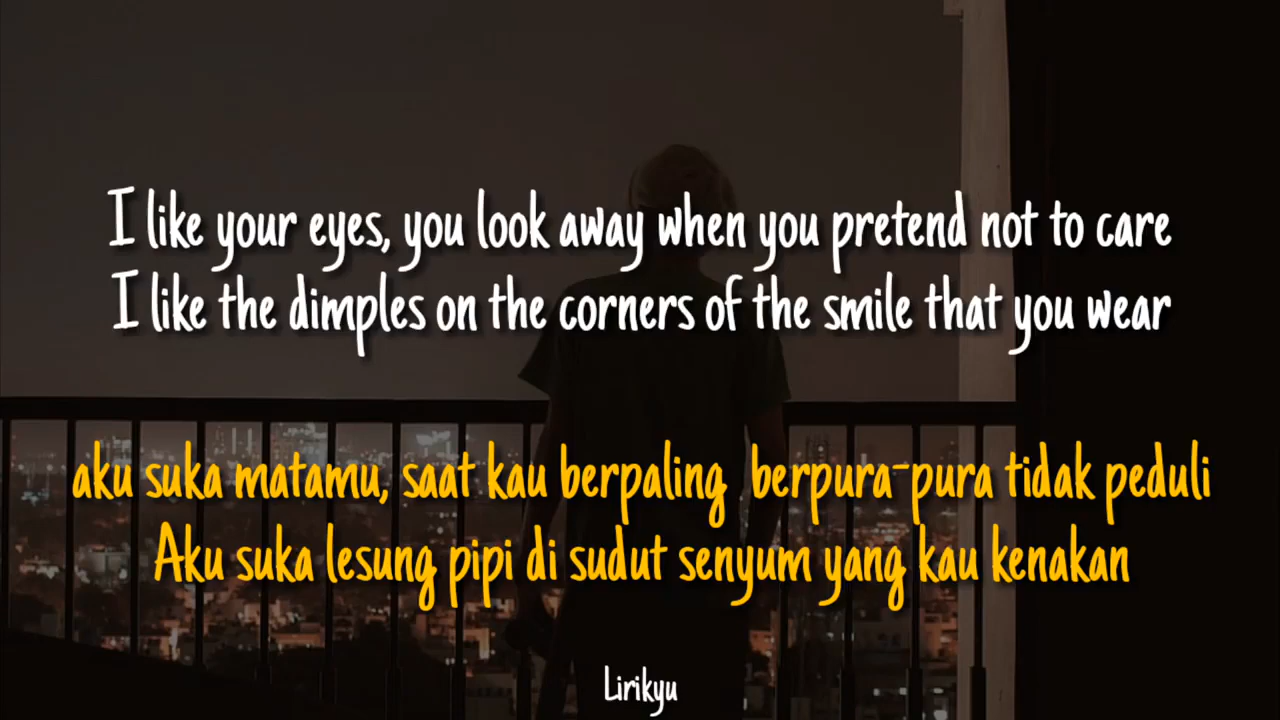 I like your eyes, you look away when you pretend not to care
I like the dimples on the corners of the smile that you wear
aku suka matamu, saat kau berpaling berpura-pura tidak peduli
Aku suka lesung pipi di sudut senyum yang kau kenakan
Lirikyu